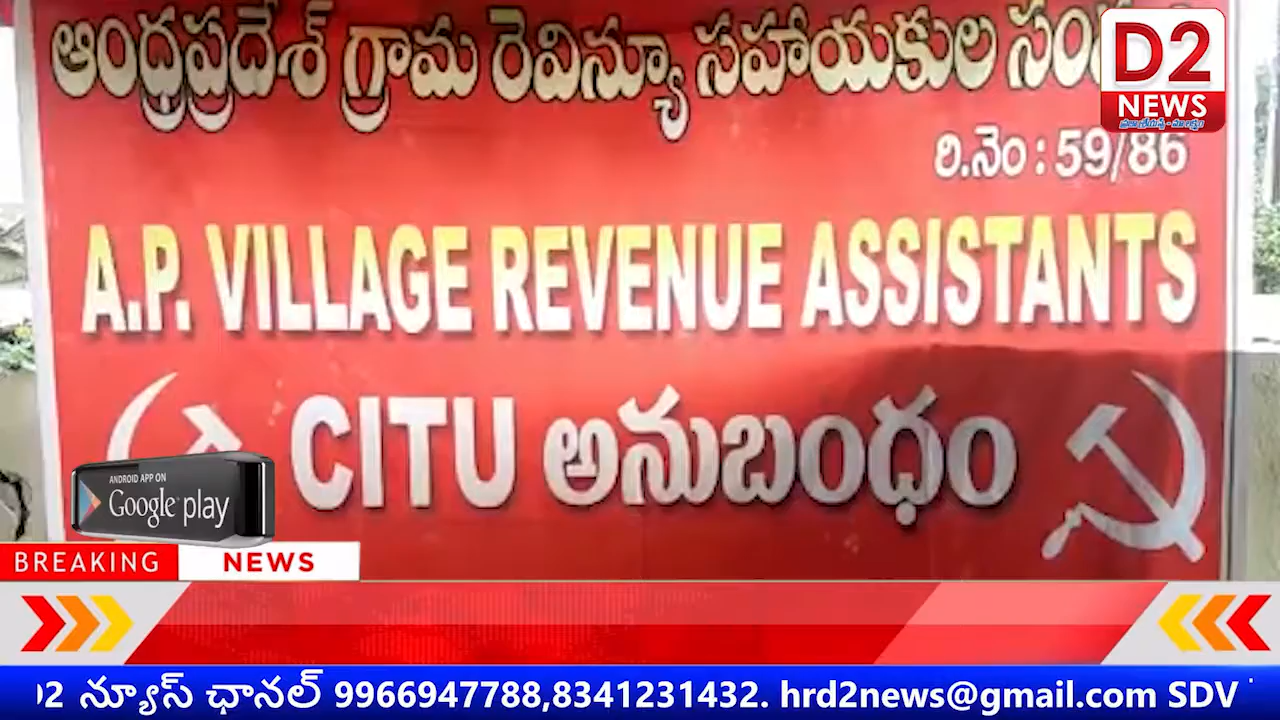 ఆంధ్రప్రదేశ్ గ్రామ రెవిన్యూ సహాయకుల
D2
NEWS
రి.నెం : 59/86
A.P. VILLAGE REVENUE ASSISTANTS
CITU అనుబంధం
ANDROID APP ON
Google play
BREAKING NEWS
D2 న్యూస్ ఛానల్ 9966947788,8341231432. hrd2news@gmail.com SDV